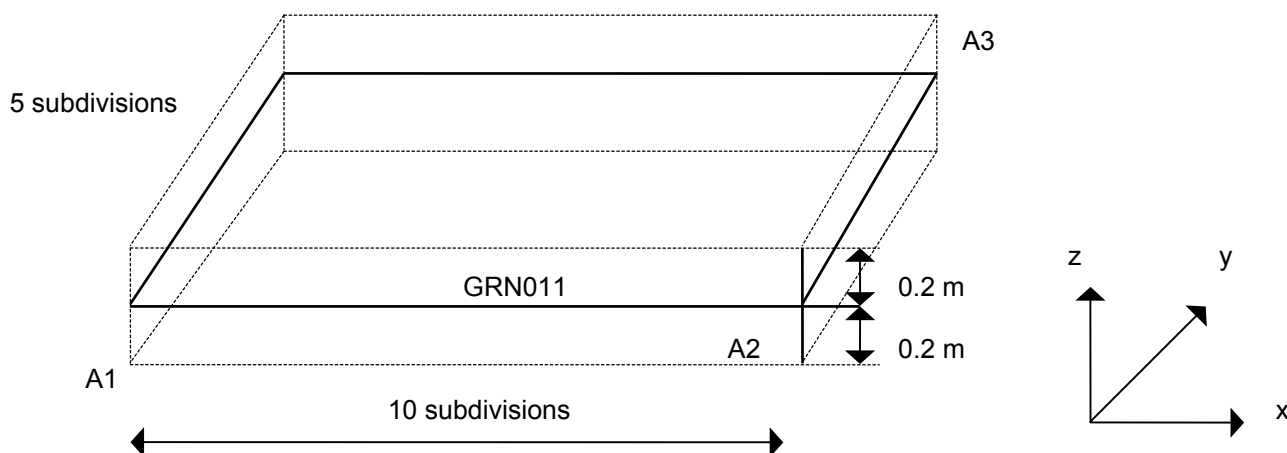 A3
5 subdivisions
GRN011
0.2 m
A2
0.2 m
A1
10 subdivisions
z
y
x